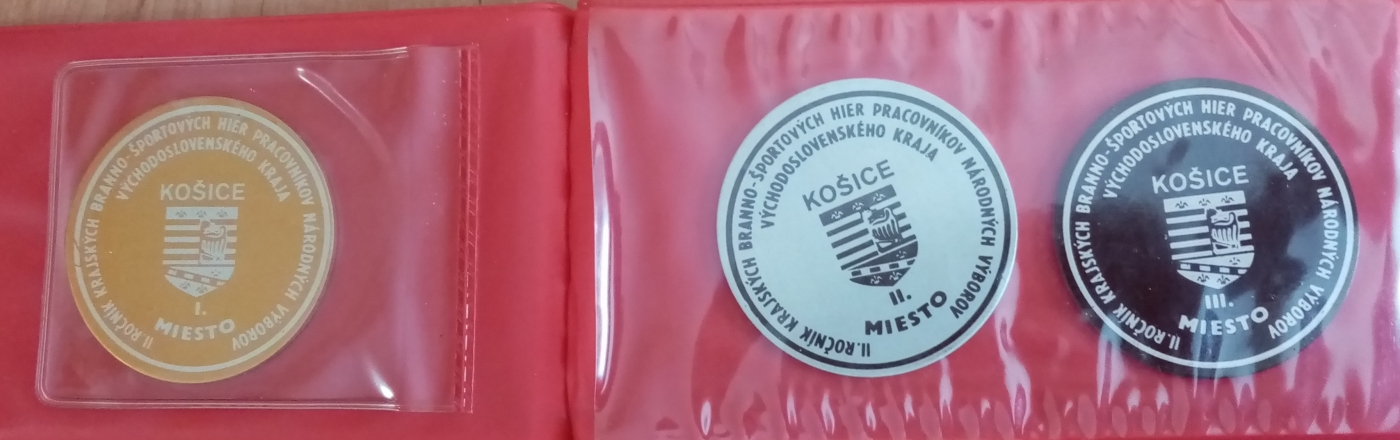 II. ROČNÍK KRAJSKÝCH BRANNO-ŠPORTOVÝCH HIER PRACOVNÍKOV NÁRODNÝCH VÝBOROV
VÝCHODOSLOVENSKÉHO KRAJA
KOŠICE
I.
MIESTO
II. ROČNÍK KRAJSKÝCH BRANNO-ŠPORTOVÝCH HIER PRACOVNÍKOV NÁRODNÝCH VÝBOROV
VÝCHODOSLOVENSKÉHO KRAJA
KOŠICE
II.
MIESTO
II. ROČNÍK KRAJSKÝCH BRANNO-ŠPORTOVÝCH HIER PRACOVNÍKOV NÁRODNÝCH VÝBOROV
VÝCHODOSLOVENSKÉHO KRAJA
KOŠICE
III.
MIESTO